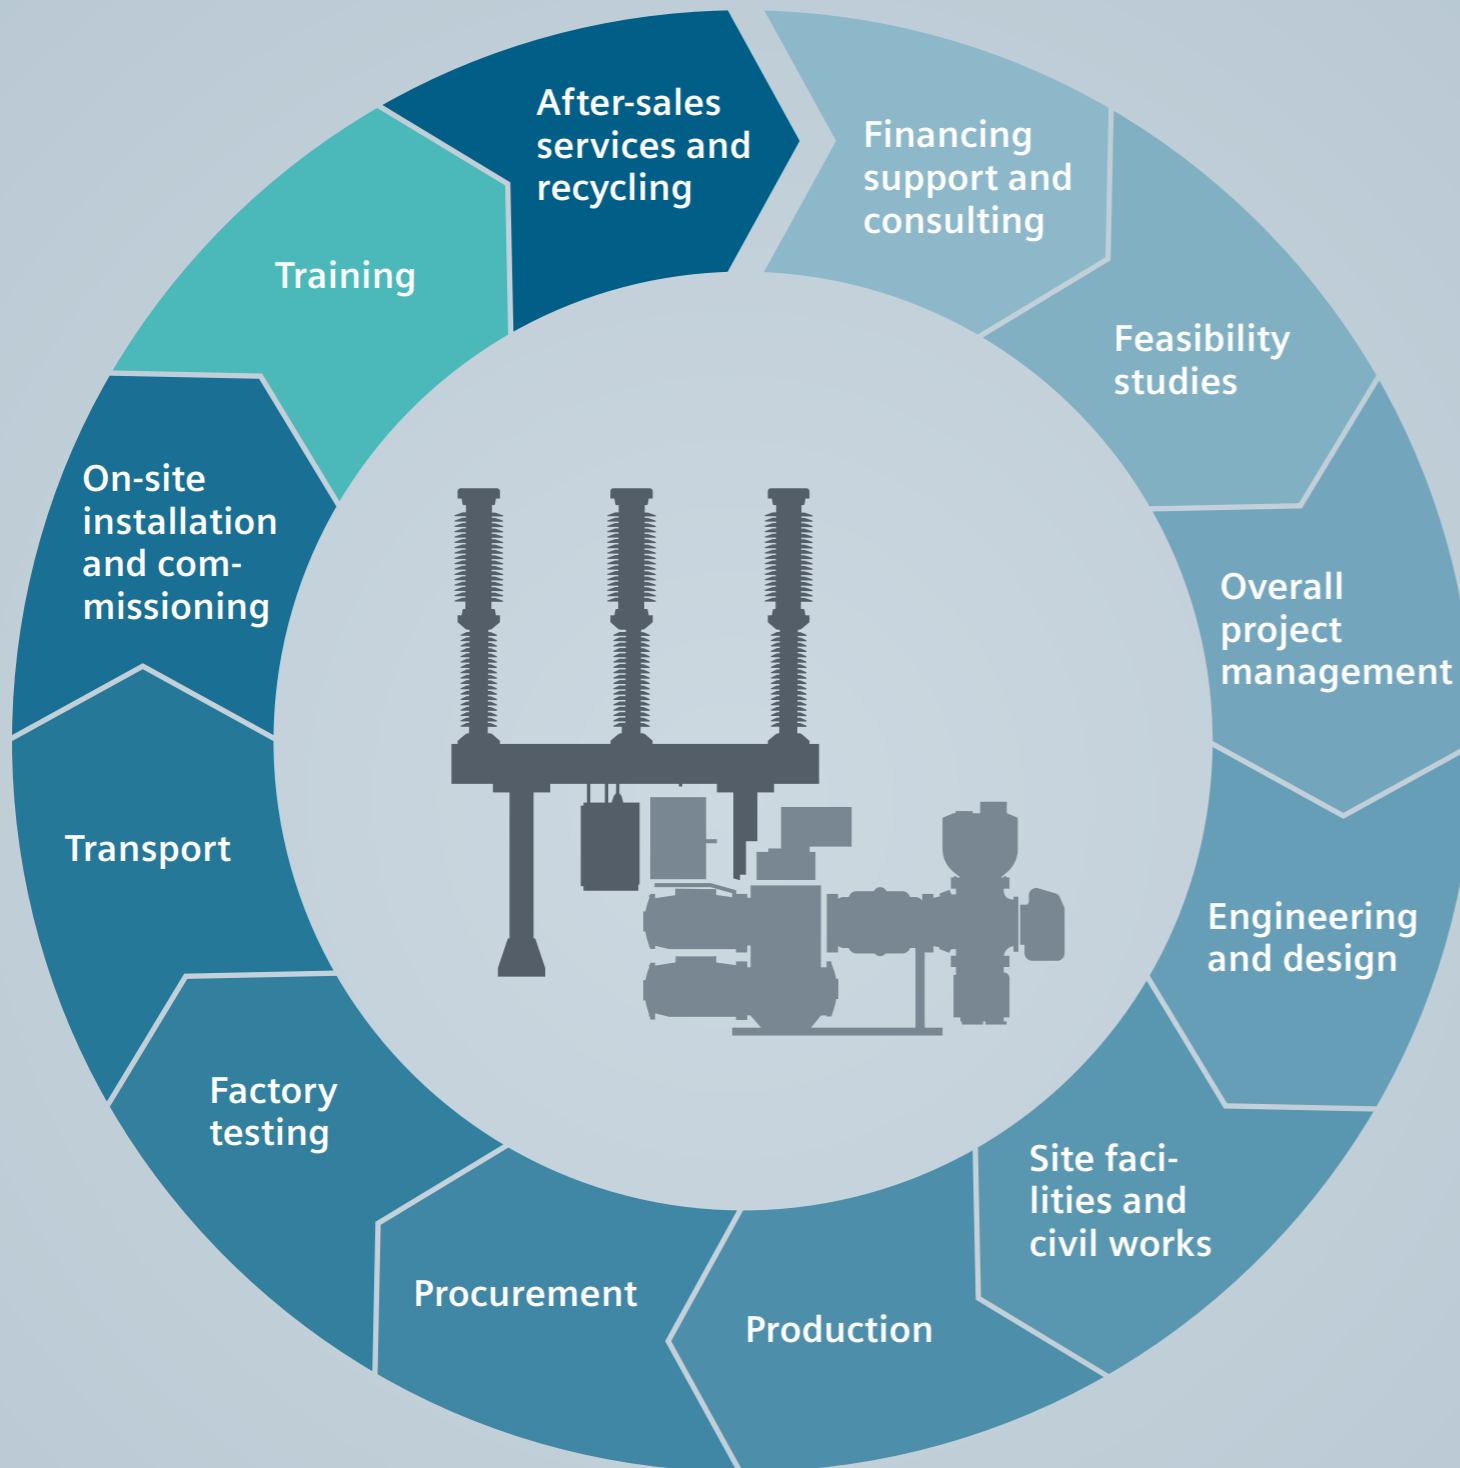 Financing
support and
consulting
Feasibility
studies
Overall
project
management
Engineering
and design
Site faci-
lities and
civil works
Production
Procurement
Factory
testing
Transport
On-site
installation
and com-
missioning
Training
After-sales
services and
recycling